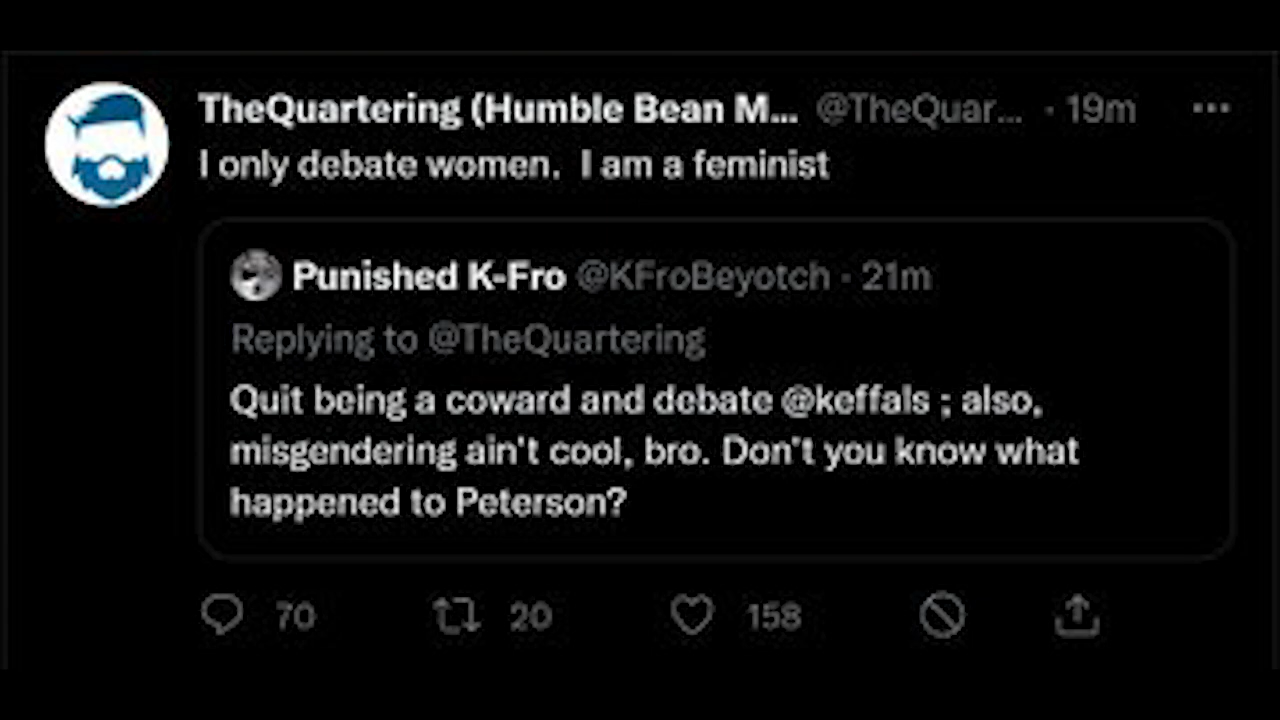 TheQuartering (Humble Bean M... @TheQuar... · 19m ...
I only debate women.  I am a feminist
Punished K-Fro @KFroBeyotch · 21m
Replying to @TheQuartering
Quit being a coward and debate @keffals ; also,
misgendering ain't cool, bro. Don't you know what
happened to Peterson?
70 20 158